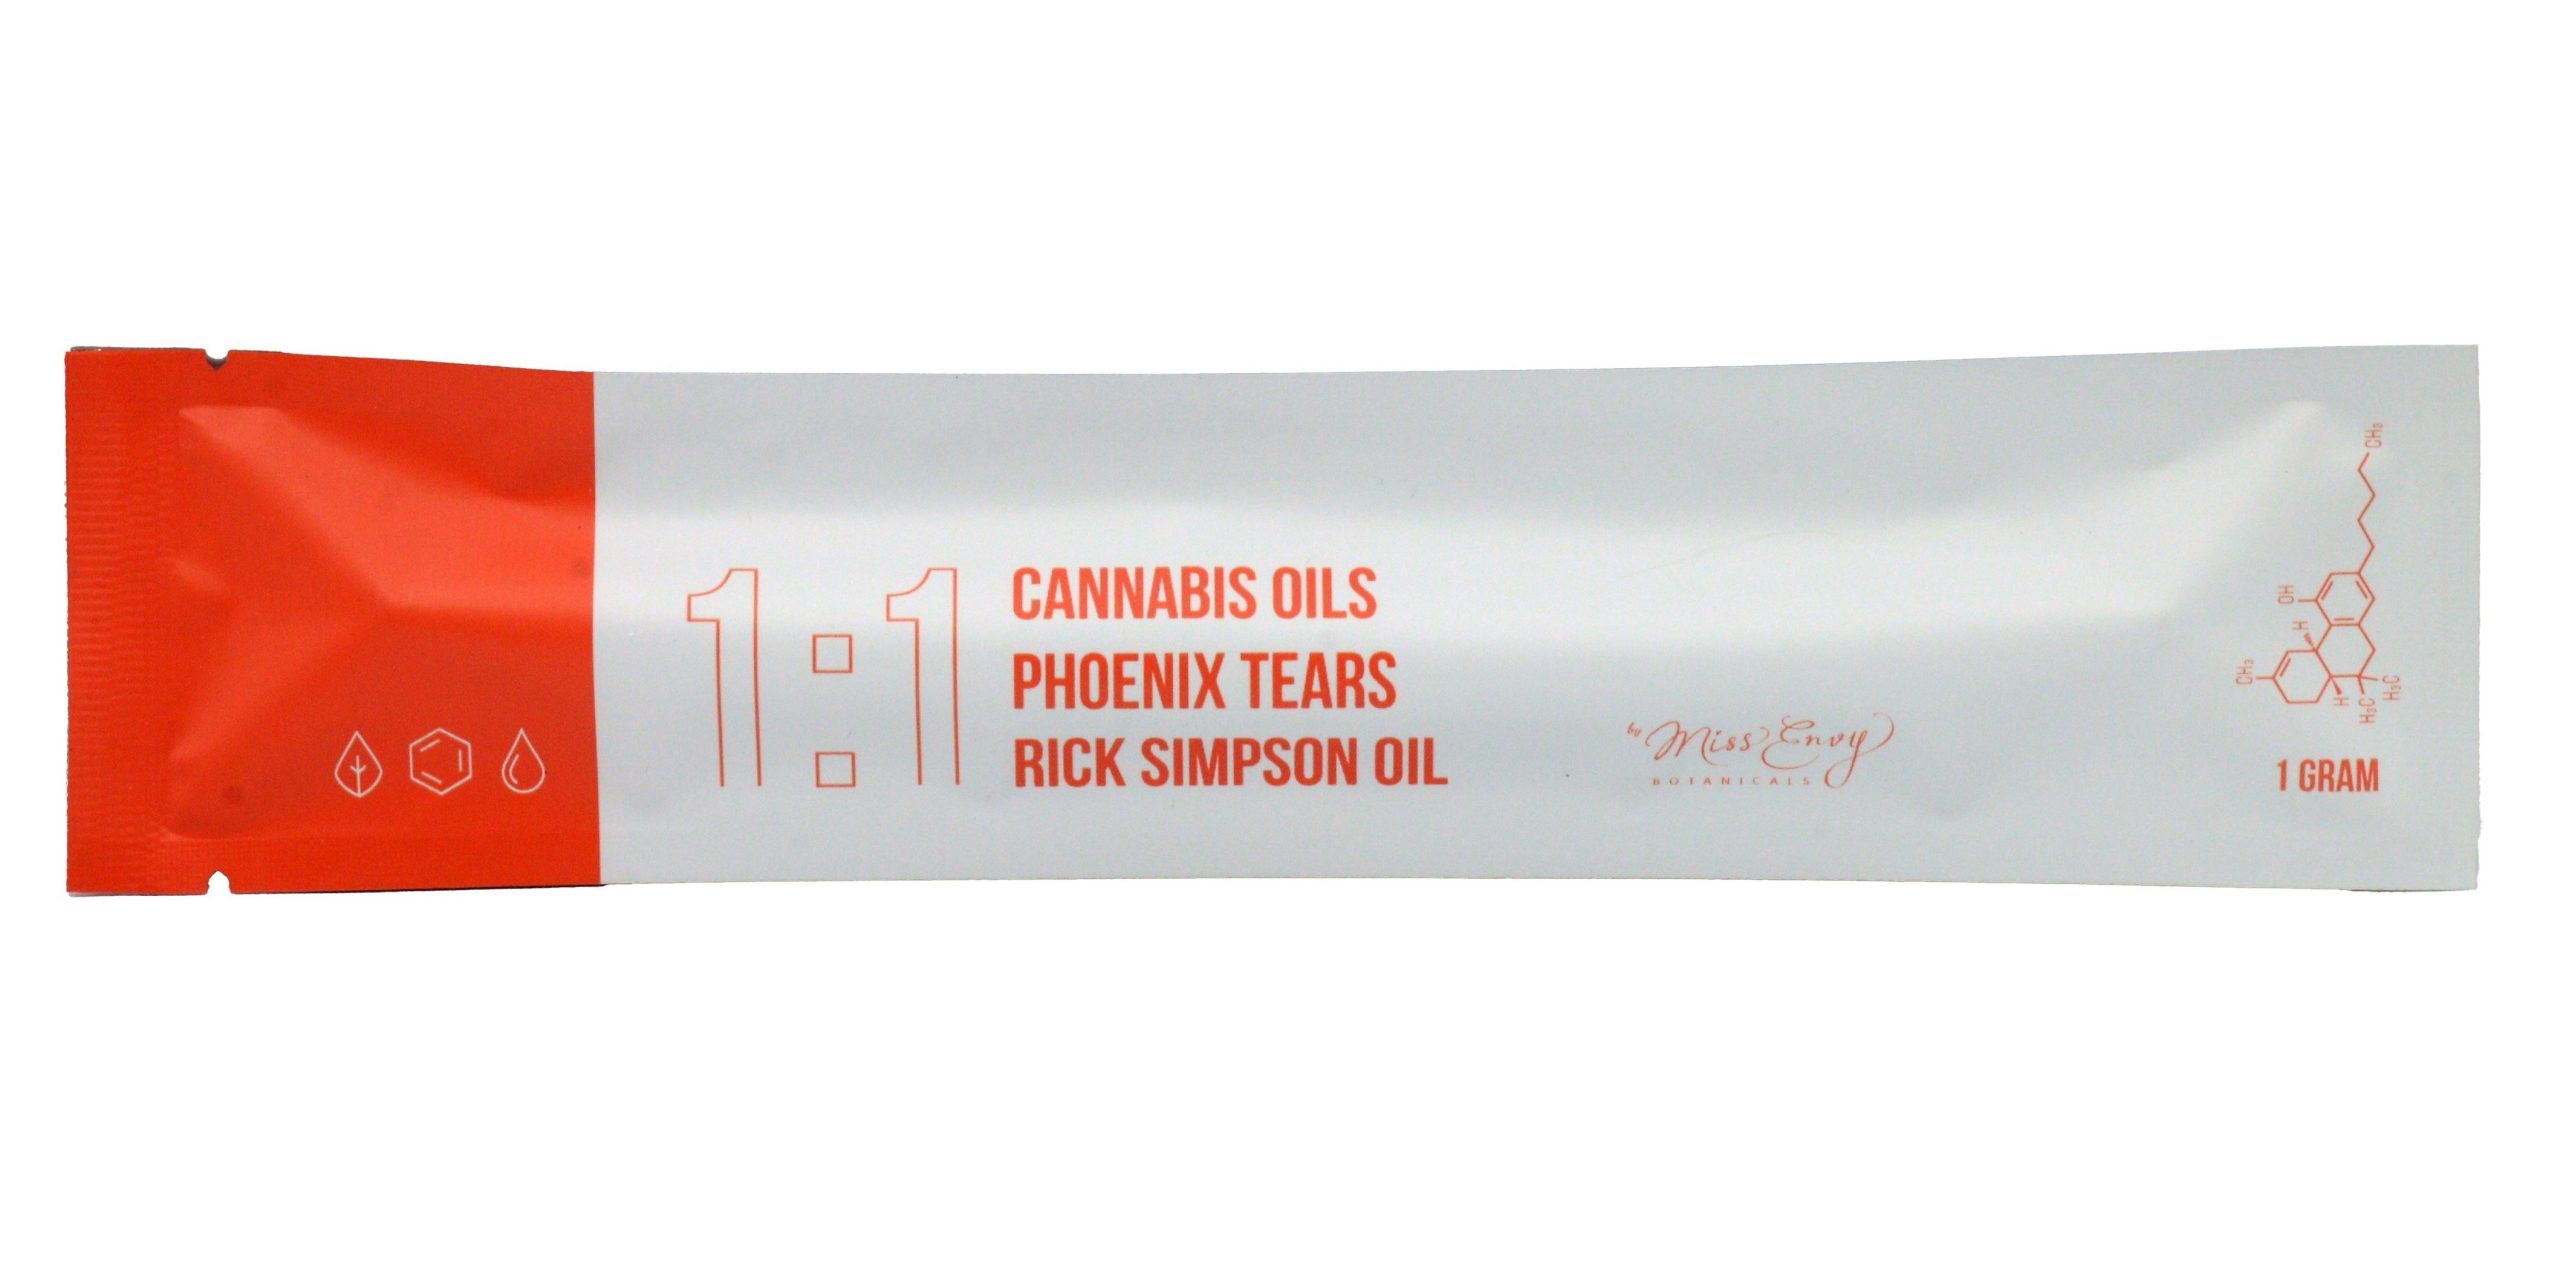 1:1
CANNABIS OILS
PHOENIX TEARS
RICK SIMPSON OIL
by Miss Envy
BOTANICALS
CH₃
OH
H
CH₃
H
H₃C
H₃C
1 GRAM